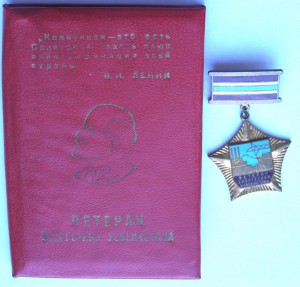 „Коммунизм—это есть
Советская власть плюс
электрификация всей
страны"
В.И. ЛЕНИН
ВЕТЕРАН
ЭНЕРГЕТИКИ УЗБЕКИСТАНА